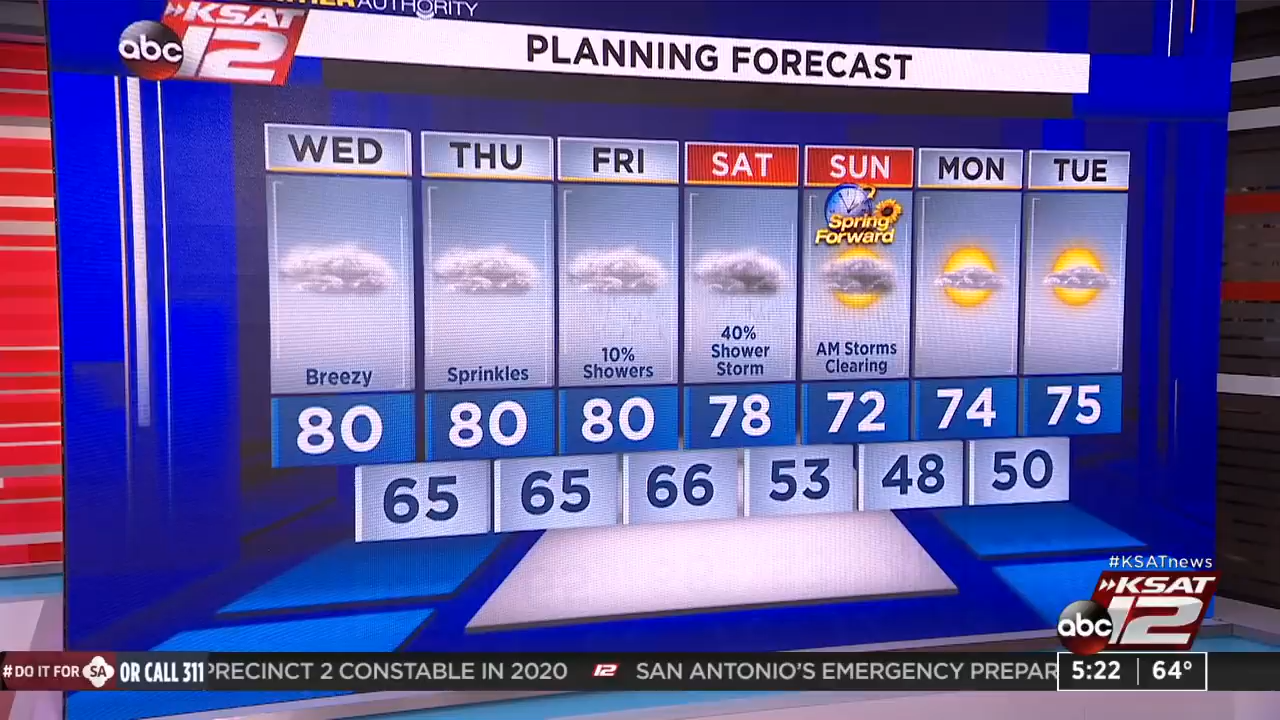 AUTHORITY
KSAT
abc
12
PLANNING FORECAST
WED
THU
FRI
SAT
SUN
MON
TUE
Spring
Forward
Breezy
Sprinkles
10%
Showers
40%
Shower
Storm
AM Storms
Clearing
80
80
80
78
72
74
75
65
65
66
53
48
50
#KSATnews
KSAT
abc
12
#DO IT FOR SA OR CALL 311
PRECINCT 2 CONSTABLE IN 2020 12 SAN ANTONIO'S EMERGENCY PREPAR
5:22 64°